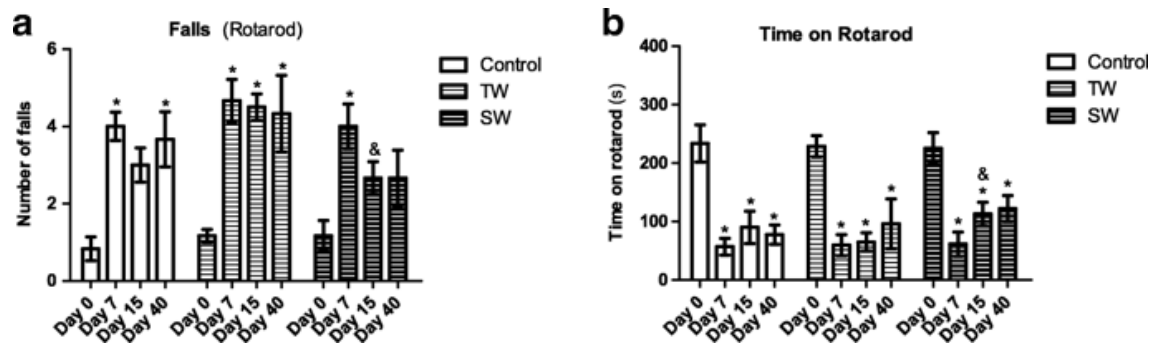 a
Falls (Rotarod)
Number of falls
6
4
2
0
* * * * * * &
Day 0 Day 7 Day 15 Day 40 Day 0 Day 7 Day 15 Day 40 Day 0 Day 7 Day 15 Day 40
Control
TW
SW
b
Time on Rotarod
Time on rotarod (s)
400
300
200
100
0
&
* * * * * * * * *
Day 0 Day 7 Day 15 Day 40 Day 0 Day 7 Day 15 Day 40 Day 0 Day 7 Day 15 Day 40
Control
TW
SW